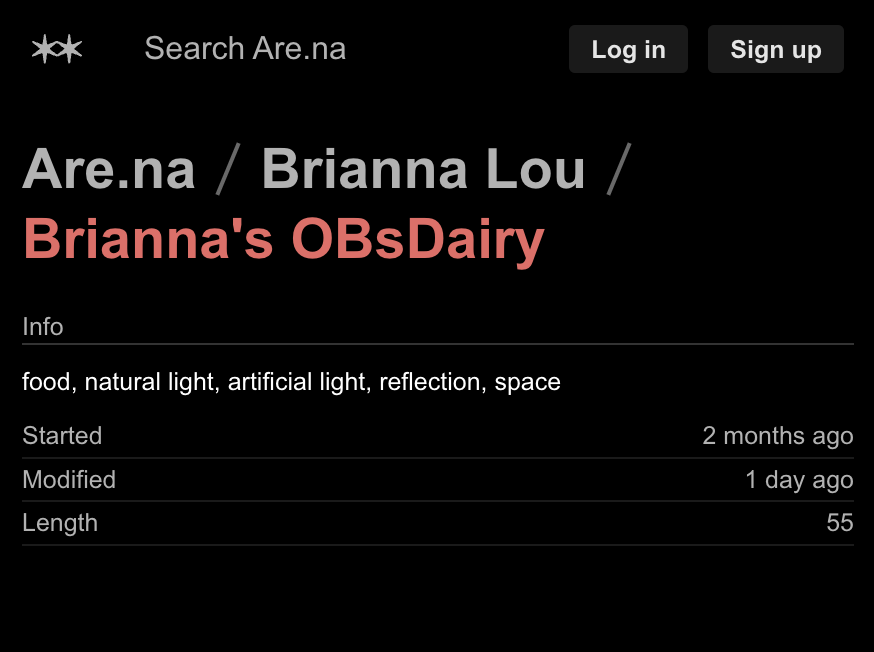 Search Are.na Log in Sign up
Are.na / Brianna Lou /
Brianna's OBsDairy
Info
food, natural light, artificial light, reflection, space
Started 2 months ago
Modified 1 day ago
Length 55